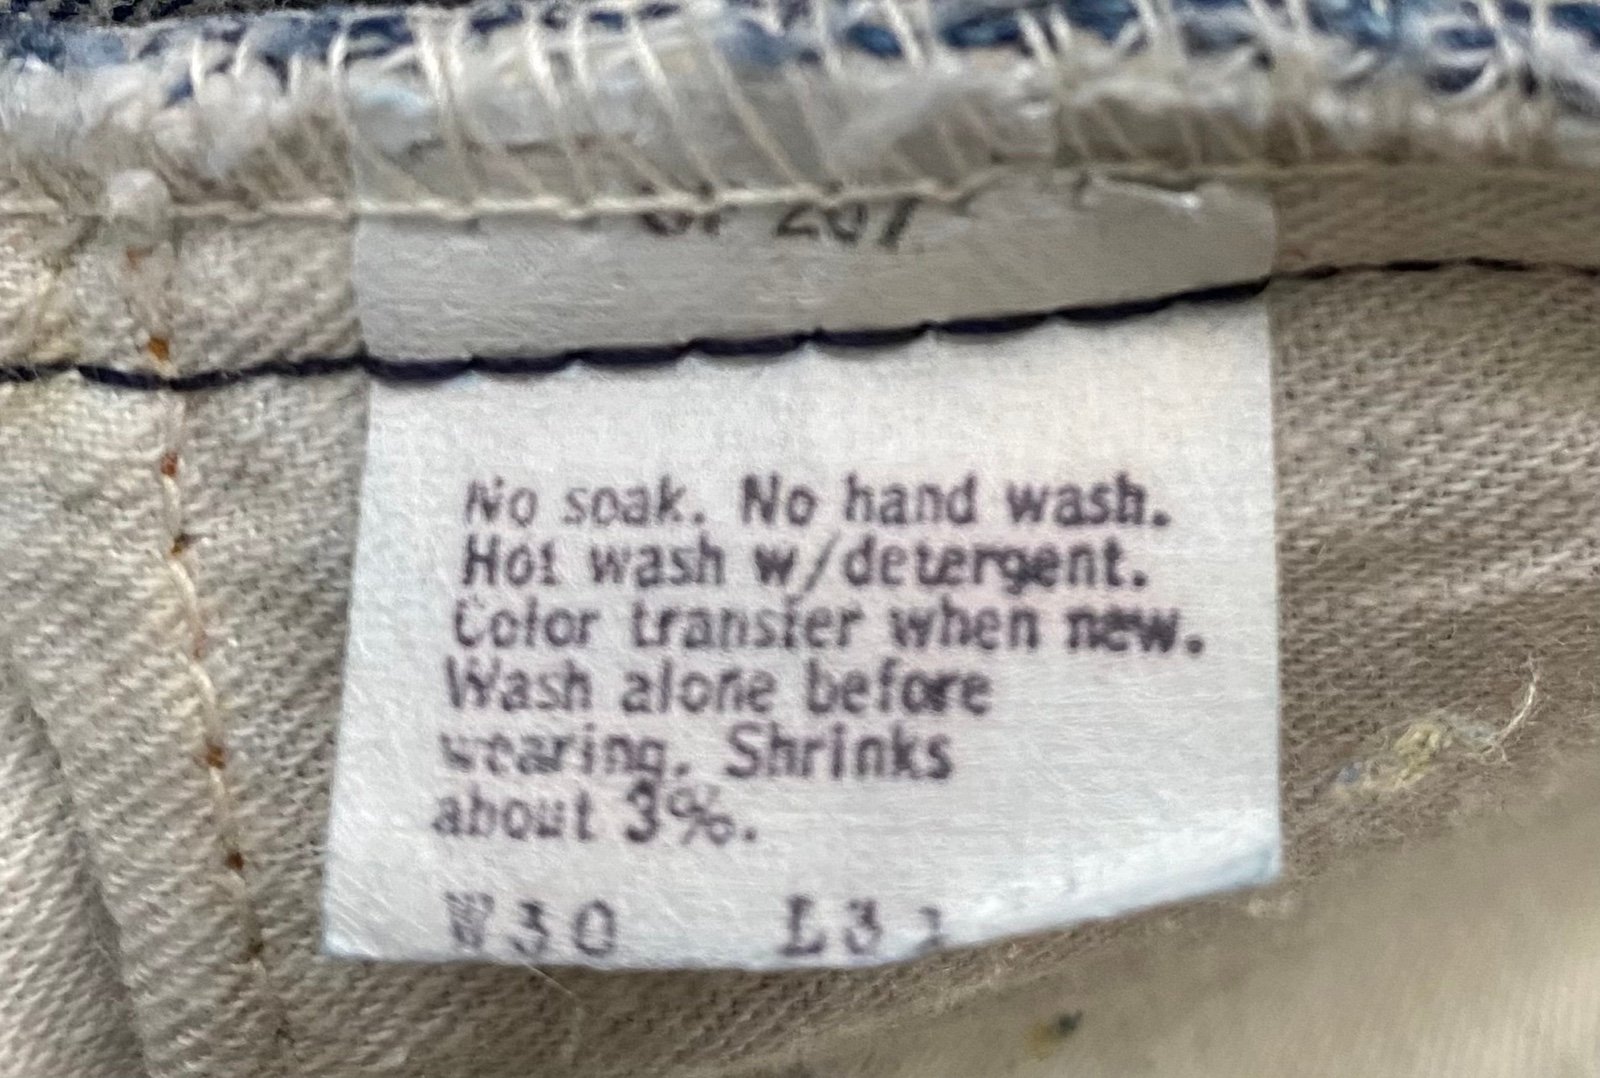 No soak. No hand wash.
Hot wash w/detergent.
Color transfer when new.
Wash alone before
wearing. Shrinks
about 3%.
W30 L31